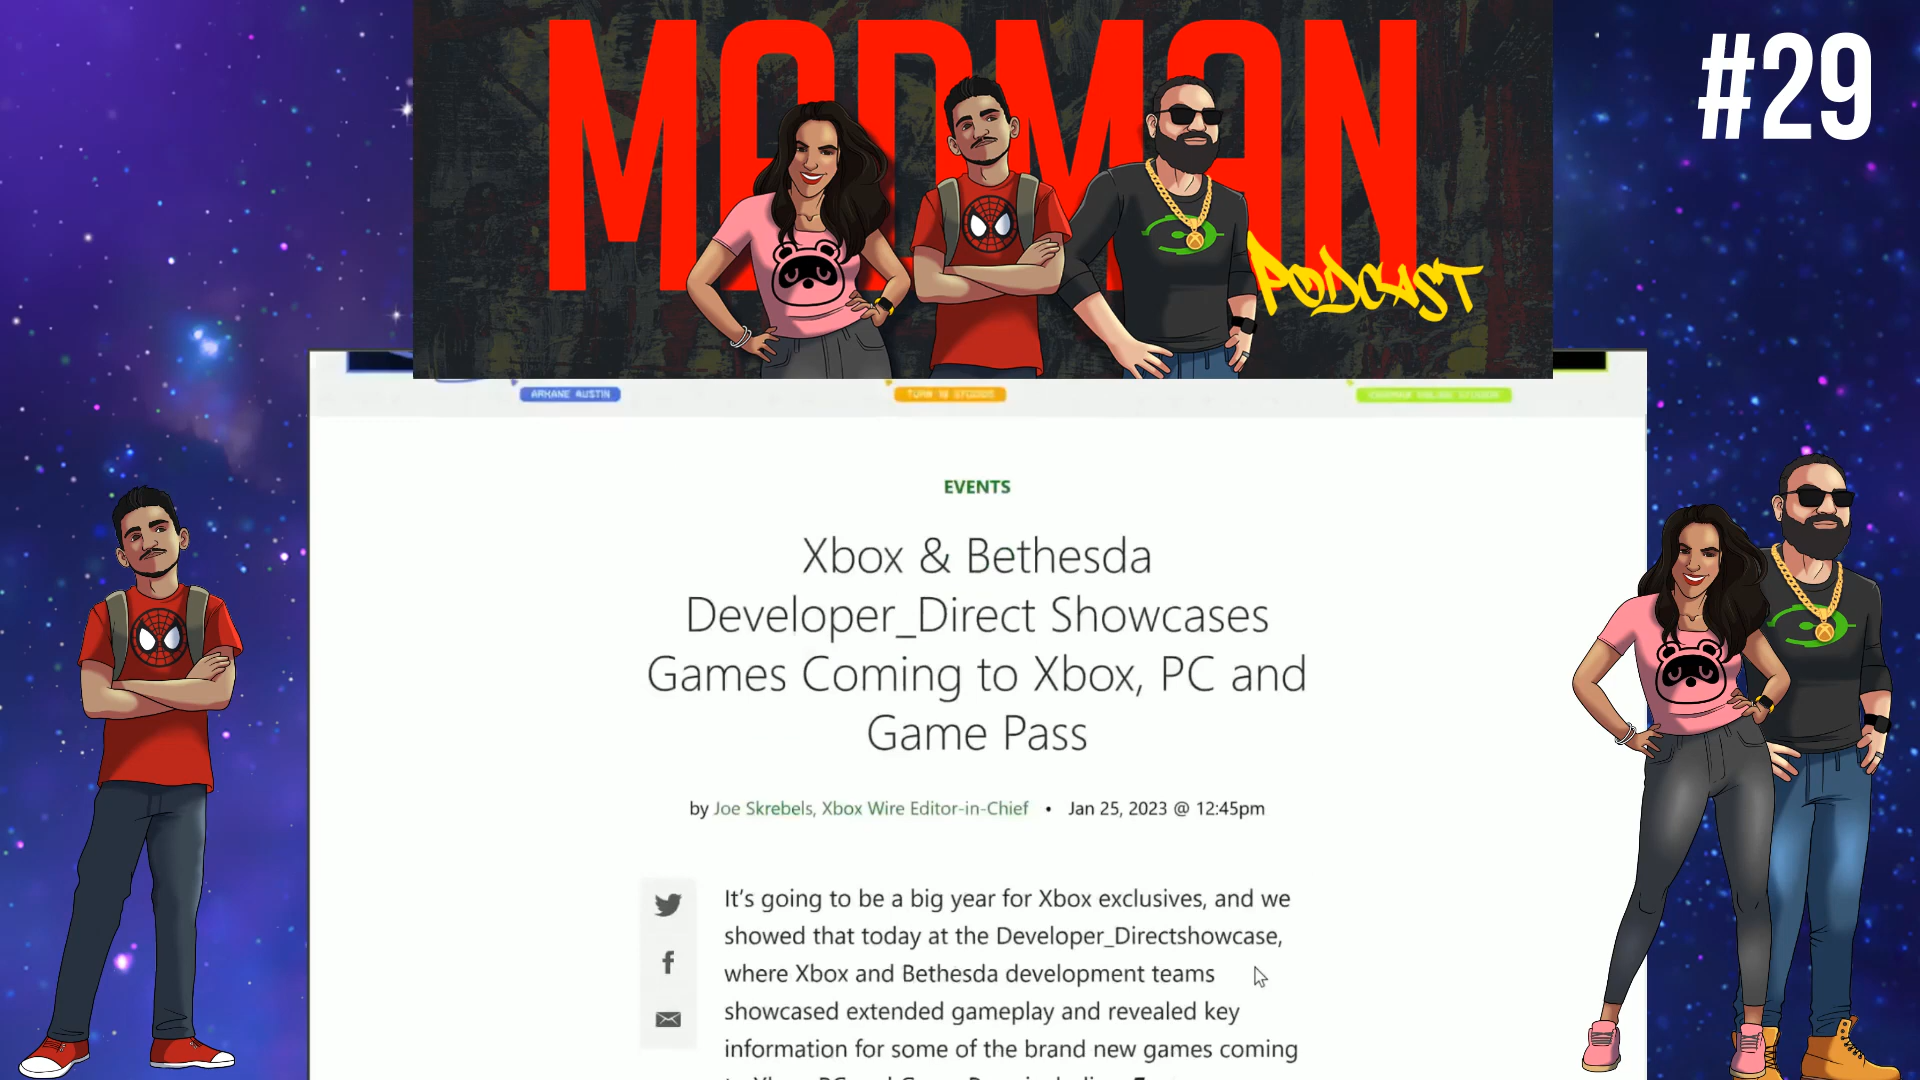 MADMAN
PODCAST
#29
ARKANE AUSTIN
EVENTS
Xbox & Bethesda
Developer_Direct Showcases
Games Coming to Xbox, PC and
Game Pass
by Joe Skrebels, Xbox Wire Editor-in-Chief • Jan 25, 2023 @ 12:45pm
It's going to be a big year for Xbox exclusives, and we
showed that today at the Developer_Directshowcase,
where Xbox and Bethesda development teams
showcased extended gameplay and revealed key
information for some of the brand new games coming